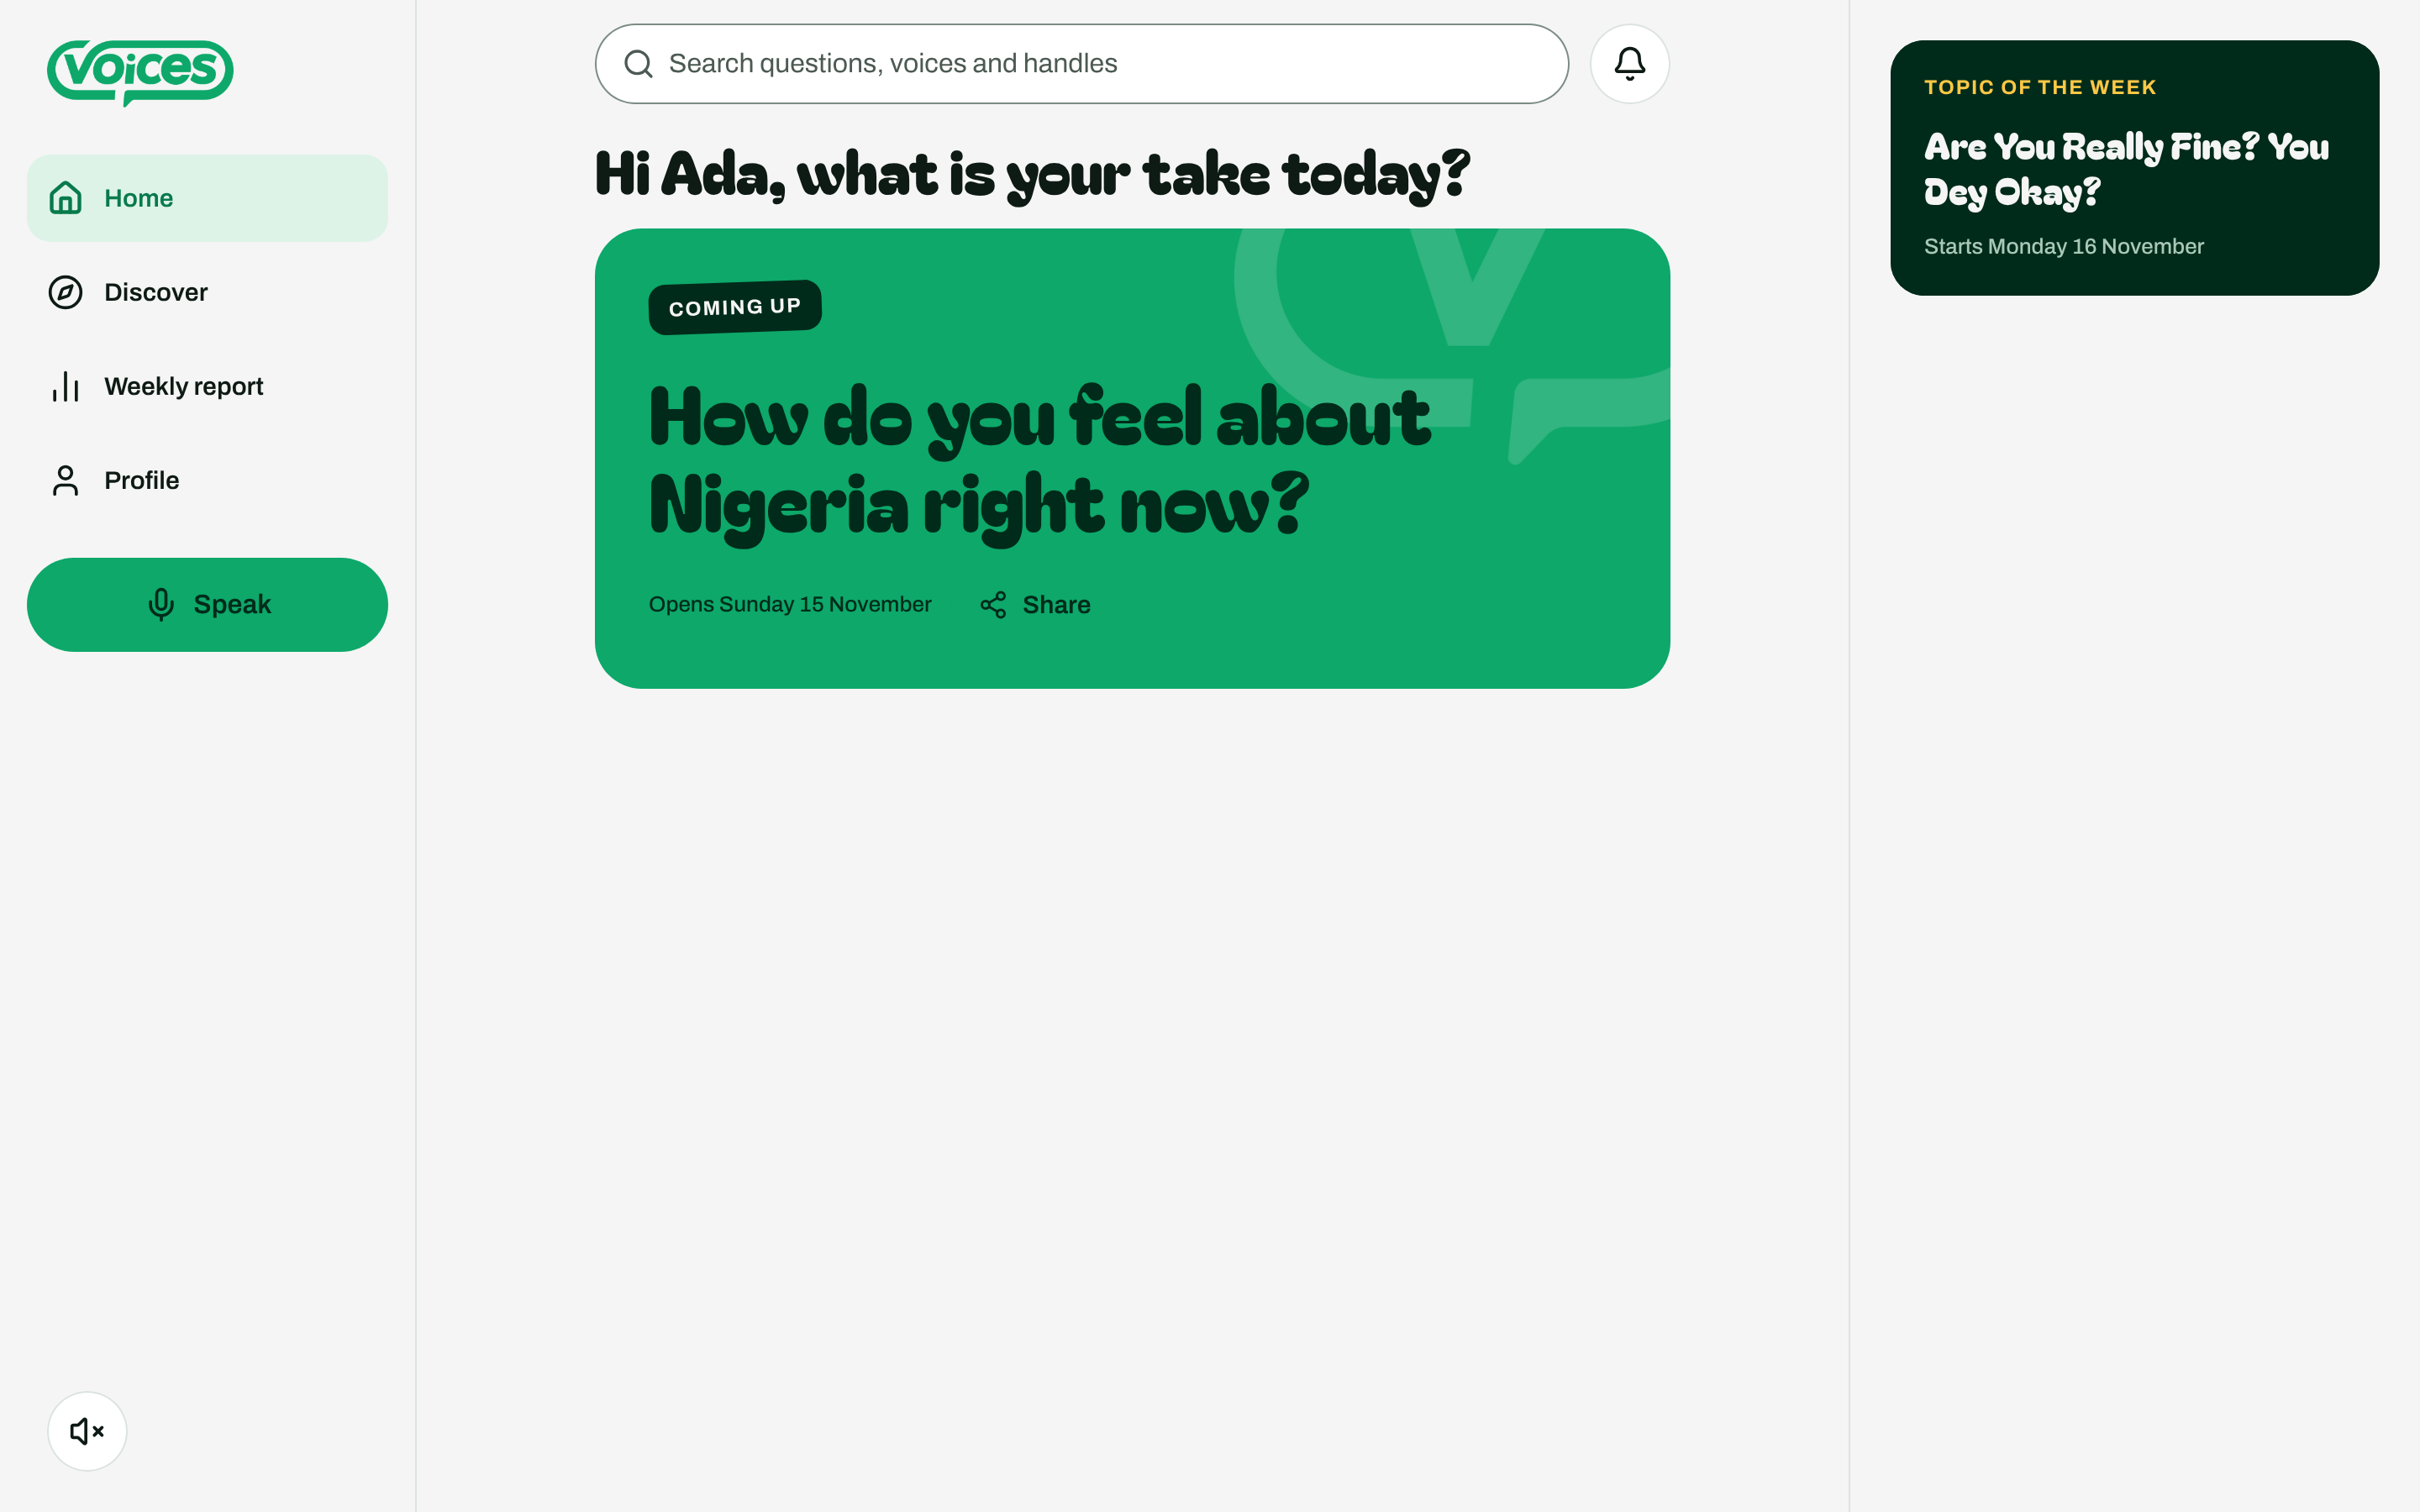 voices
Home
Discover
Weekly report
Profile
Speak
Search questions, voices and handles
Hi Ada, what is your take today?
COMING UP
How do you feel about
Nigeria right now?
Opens Sunday 15 November
Share
TOPIC OF THE WEEK
Are You Really Fine? You
Dey Okay?
Starts Monday 16 November